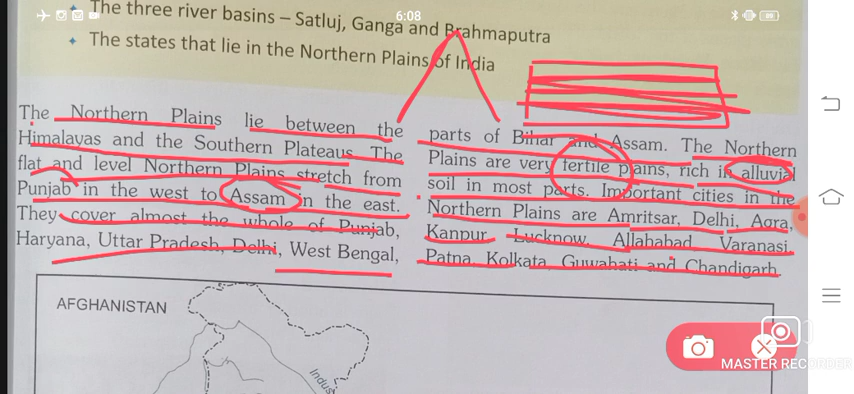 6:08
89
The three river basins – Satluj, Ganga and Brahmaputra
The states that lie in the Northern Plains of India
The Northern Plains lie between the
Himalayas and the Southern Plateaus. The
flat and level Northern Plains stretch from
Punjab in the west to Assam in the east.
They cover almost the whole of Punjab,
Haryana, Uttar Pradesh, Delhi, West Bengal,
parts of Bihar and Assam. The Northern
Plains are very fertile plains, rich in alluvial
soil in most parts. Important cities in the
Northern Plains are Amritsar, Delhi, Agra,
Kanpur, Lucknow, Allahabad, Varanasi,
Patna, Kolkata, Guwahati and Chandigarh.
AFGHANISTAN
Indus
MASTER RECORDER